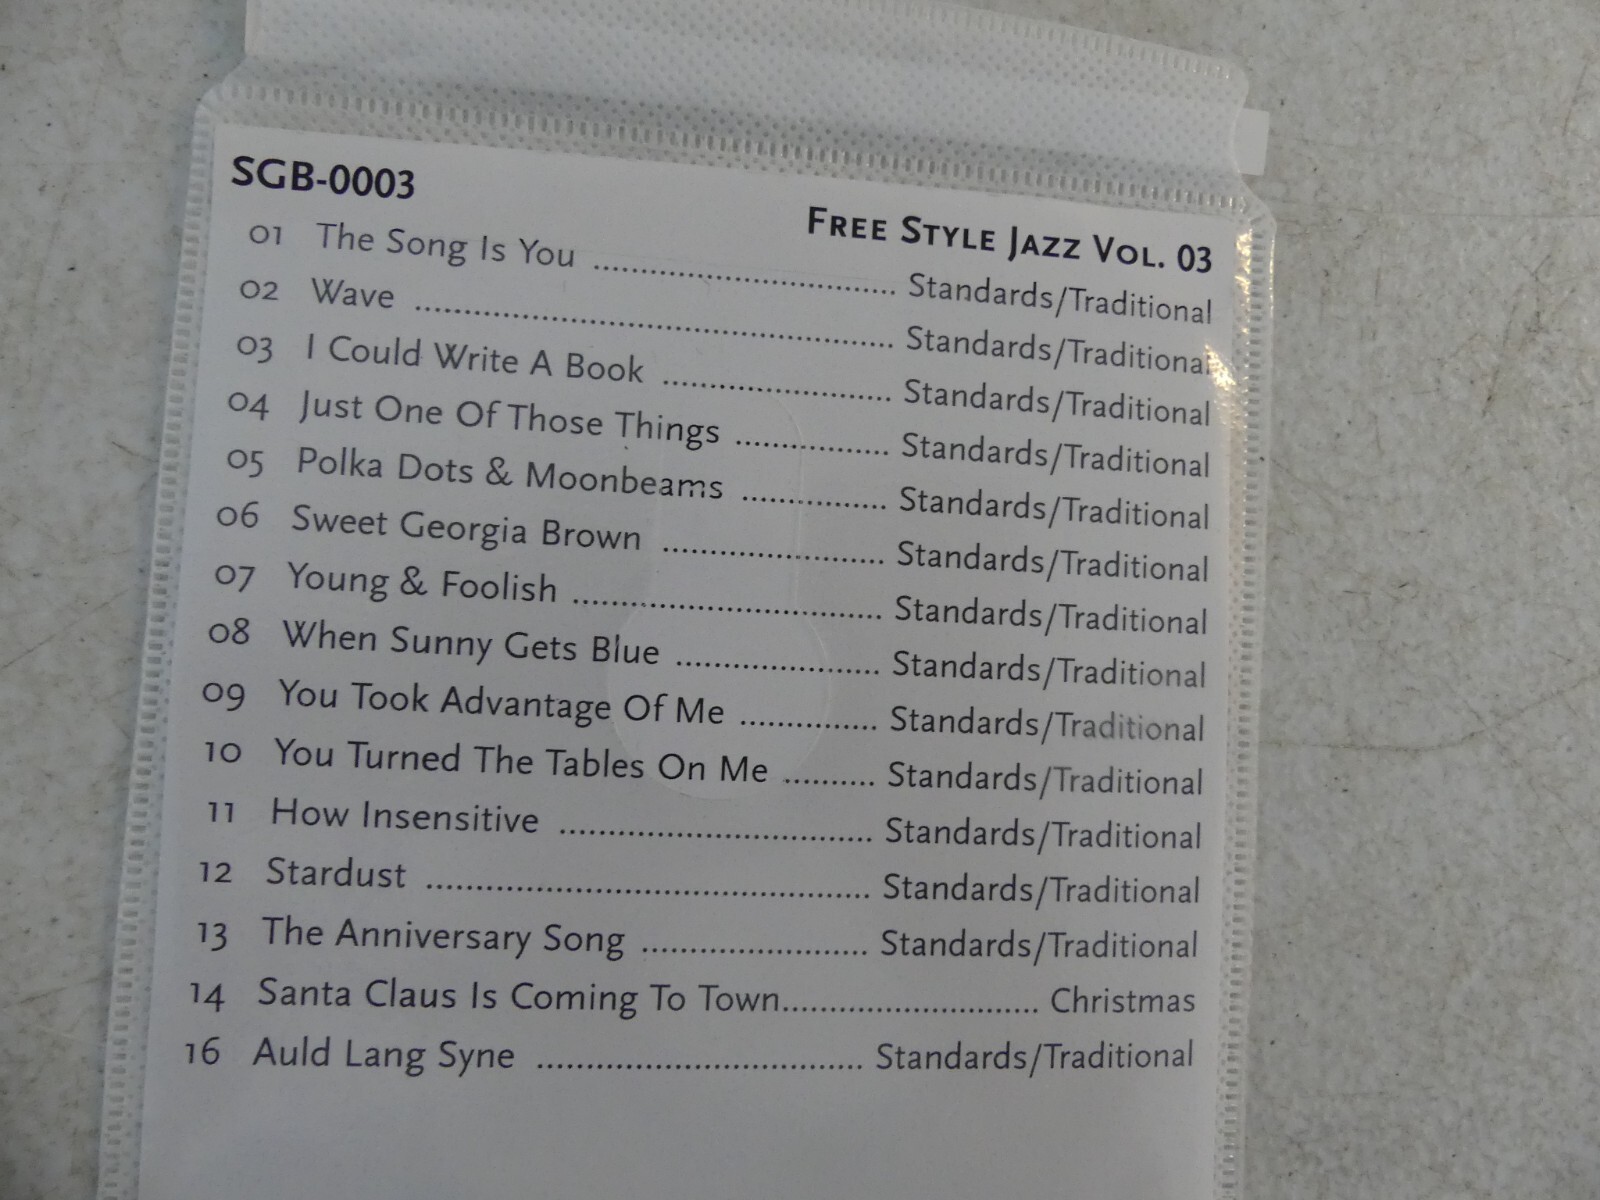 SGB-0003
FREE STYLE JAZZ VOL. 03
01 The Song Is You .............................. Standards/Traditional
02 Wave ................................................ Standards/Traditional
03 I Could Write A Book ....................... Standards/Traditional
04 Just One Of Those Things ............... Standards/Traditional
05 Polka Dots & Moonbeams .............. Standards/Traditional
06 Sweet Georgia Brown ...................... Standards/Traditional
07 Young & Foolish ............................... Standards/Traditional
08 When Sunny Gets Blue .................... Standards/Traditional
09 You Took Advantage Of Me .............. Standards/Traditional
10 You Turned The Tables On Me ......... Standards/Traditional
11 How Insensitive ............................... Standards/Traditional
12 Stardust ............................................ Standards/Traditional
13 The Anniversary Song ...................... Standards/Traditional
14 Santa Claus Is Coming To Town.......................... Christmas
16 Auld Lang Syne ................................ Standards/Traditional